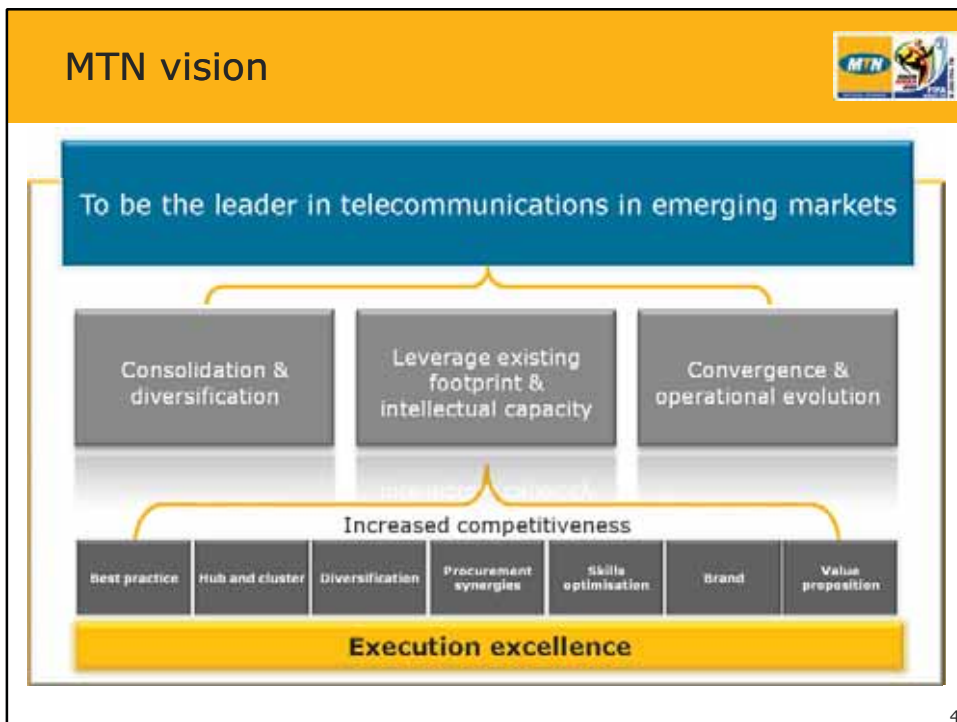 MTN vision
MTN
FIFA
To be the leader in telecommunications in emerging markets
Consolidation &
diversification
Leverage existing
footprint &
intellectual capacity
Convergence &
operational evolution
Increased competitiveness
Best practice
Hub and cluster
Diversification
Procurement
synergies
Skills
optimisation
Brand
Value
proposition
Execution excellence
4